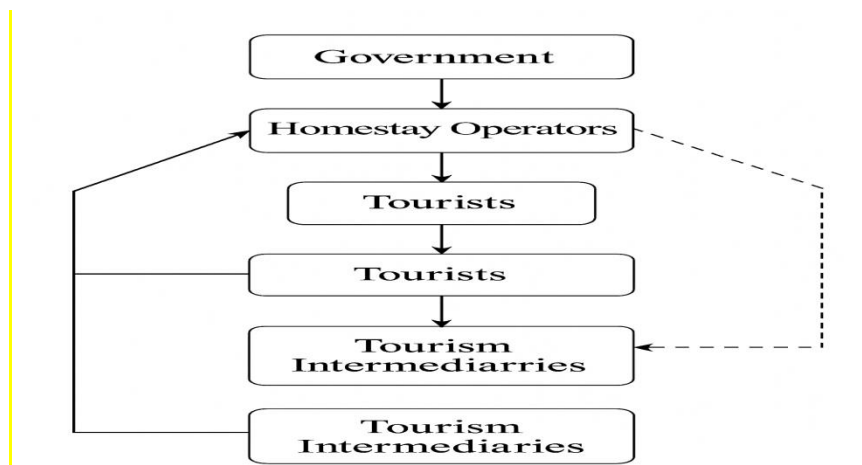 Government
Homestay Operators
Tourists
Tourists
Tourism
Intermediarries
Tourism
Intermediaries